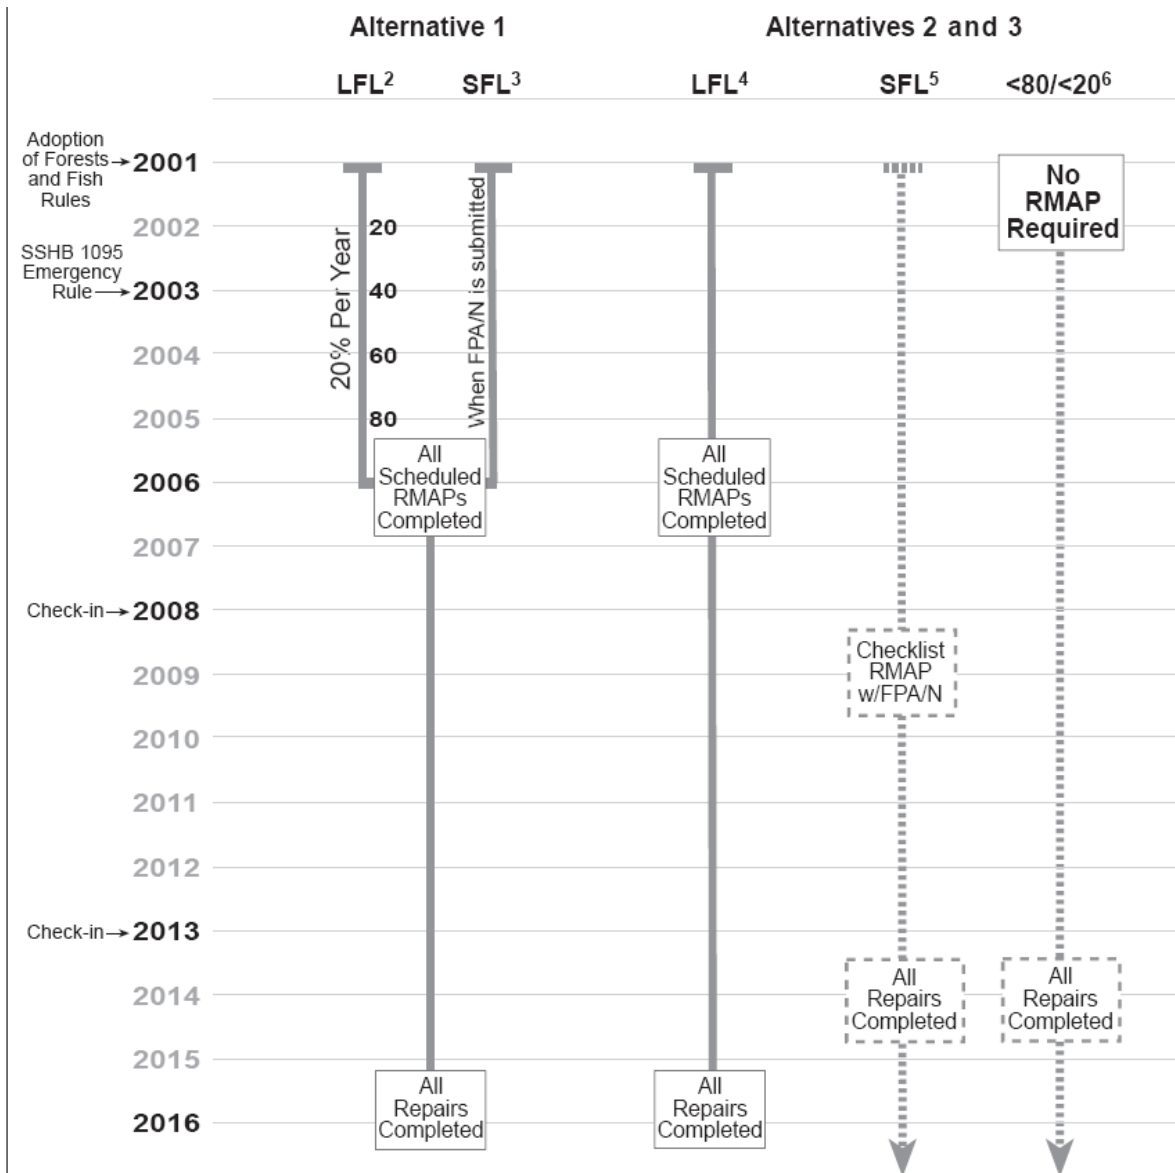 Alternative 1
Alternatives 2 and 3
LFL²
SFL³
LFL⁴
SFL⁵
<80/<20⁶
Adoption
of Forests
and Fish
Rules
2001
No
RMAP
Required
2002
20
SSHB 1095
Emergency
Rule
2003
40
20% Per Year
When FPA/N is submitted
2004
60
2005
80
All
Scheduled
RMAPs
Completed
All
Scheduled
RMAPs
Completed
2006
2007
Check-in
2008
Checklist
RMAP
w/FPA/N
2009
2010
2011
2012
Check-in
2013
All
Repairs
Completed
All
Repairs
Completed
2014
2015
All
Repairs
Completed
All
Repairs
Completed
2016